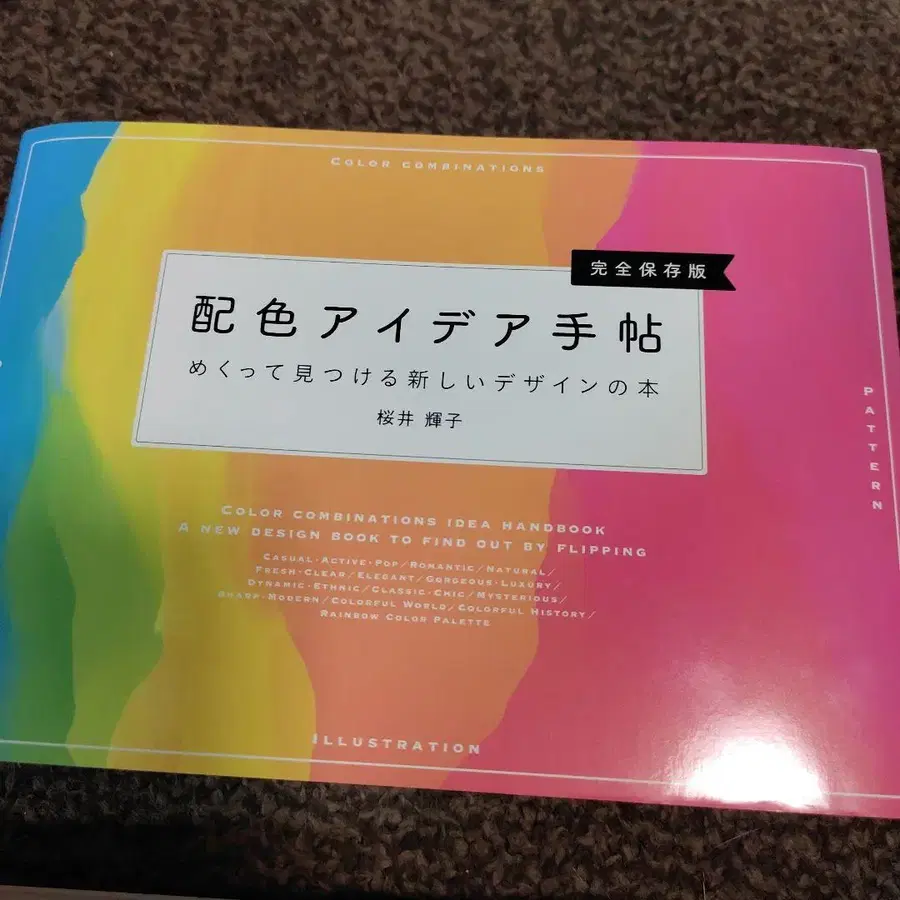 COLOR COMBINATIONS
完全保存版
配色アイデア手帖
めくって見つける新しいデザインの本
桜井 輝子
PATTERN
COLOR COMBINATIONS IDEA HANDBOOK
A NEW DESIGN BOOK TO FIND OUT BY FLIPPING
CASUAL·ACTIVE·POP/ROMANTIC/NATURAL/
FRESH·CLEAR/ELEGANT/GORGEOUS·LUXURY/
DYNAMIC·ETHNIC/CLASSIC·CHIC/MYSTERIOUS/
SHARP·MODERN/COLORFUL WORLD/COLORFUL HISTORY/
RAINBOW COLOR PALETTE
ILLUSTRATION